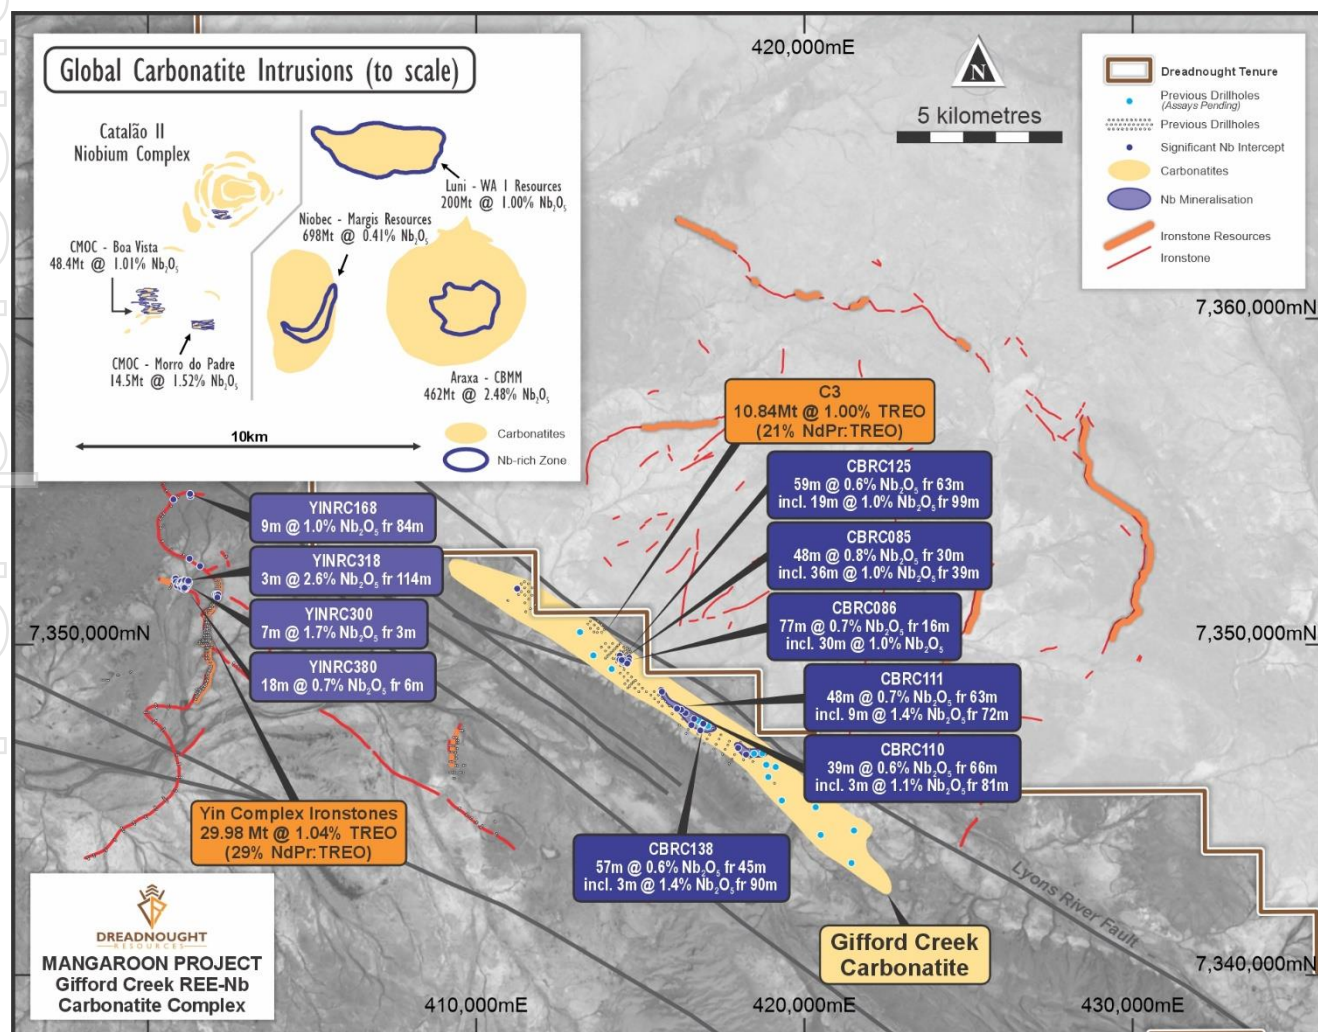 Global Carbonatite Intrusions (to scale)
Catalão II
Niobium Complex
Luni - WA 1 Resources
200Mt @ 1.00% Nb₂O₅
Niobec - Margis Resources
698Mt @ 0.41% Nb₂O₅
CMOC - Boa Vista
48.4Mt @ 1.01% Nb₂O₅
CMOC - Morro do Padre
14.5Mt @ 1.52% Nb₂O₅
Araxa - CBMM
462Mt @ 2.48% Nb₂O₅
10km
Carbonatites
Nb-rich Zone
420,000mE
N
5 kilometres
Dreadnought Tenure
Previous Drillholes
(Assays Pending)
Previous Drillholes
Significant Nb Intercept
Carbonatites
Nb Mineralisation
Ironstone Resources
Ironstone
7,360,000mN
C3
10.84Mt @ 1.00% TREO
(21% NdPr:TREO)
CBRC125
59m @ 0.6% Nb₂O₅ fr 63m
incl. 19m @ 1.0% Nb₂O₅ fr 99m
CBRC085
48m @ 0.8% Nb₂O₅ fr 30m
incl. 36m @ 1.0% Nb₂O₅ fr 39m
CBRC086
77m @ 0.7% Nb₂O₅ fr 16m
incl. 30m @ 1.0% Nb₂O₅
CBRC111
48m @ 0.7% Nb₂O₅ fr 63m
incl. 9m @ 1.4% Nb₂O₅ fr 72m
CBRC110
39m @ 0.6% Nb₂O₅ fr 66m
incl. 3m @ 1.1% Nb₂O₅ fr 81m
YINRC168
9m @ 1.0% Nb₂O₅ fr 84m
YINRC318
3m @ 2.6% Nb₂O₅ fr 114m
YINRC300
7m @ 1.7% Nb₂O₅ fr 3m
YINRC380
18m @ 0.7% Nb₂O₅ fr 6m
7,350,000mN
7,350,000mN
Yin Complex Ironstones
29.98 Mt @ 1.04% TREO
(29% NdPr:TREO)
CBRC138
57m @ 0.6% Nb₂O₅ fr 45m
incl. 3m @ 1.4% Nb₂O₅ fr 90m
Lyons River Fault
Gifford Creek
Carbonatite
DREADNOUGHT
RESOURCES
MANGAROON PROJECT
Gifford Creek REE-Nb
Carbonatite Complex
7,340,000mN
410,000mE
420,000mE
430,000mE